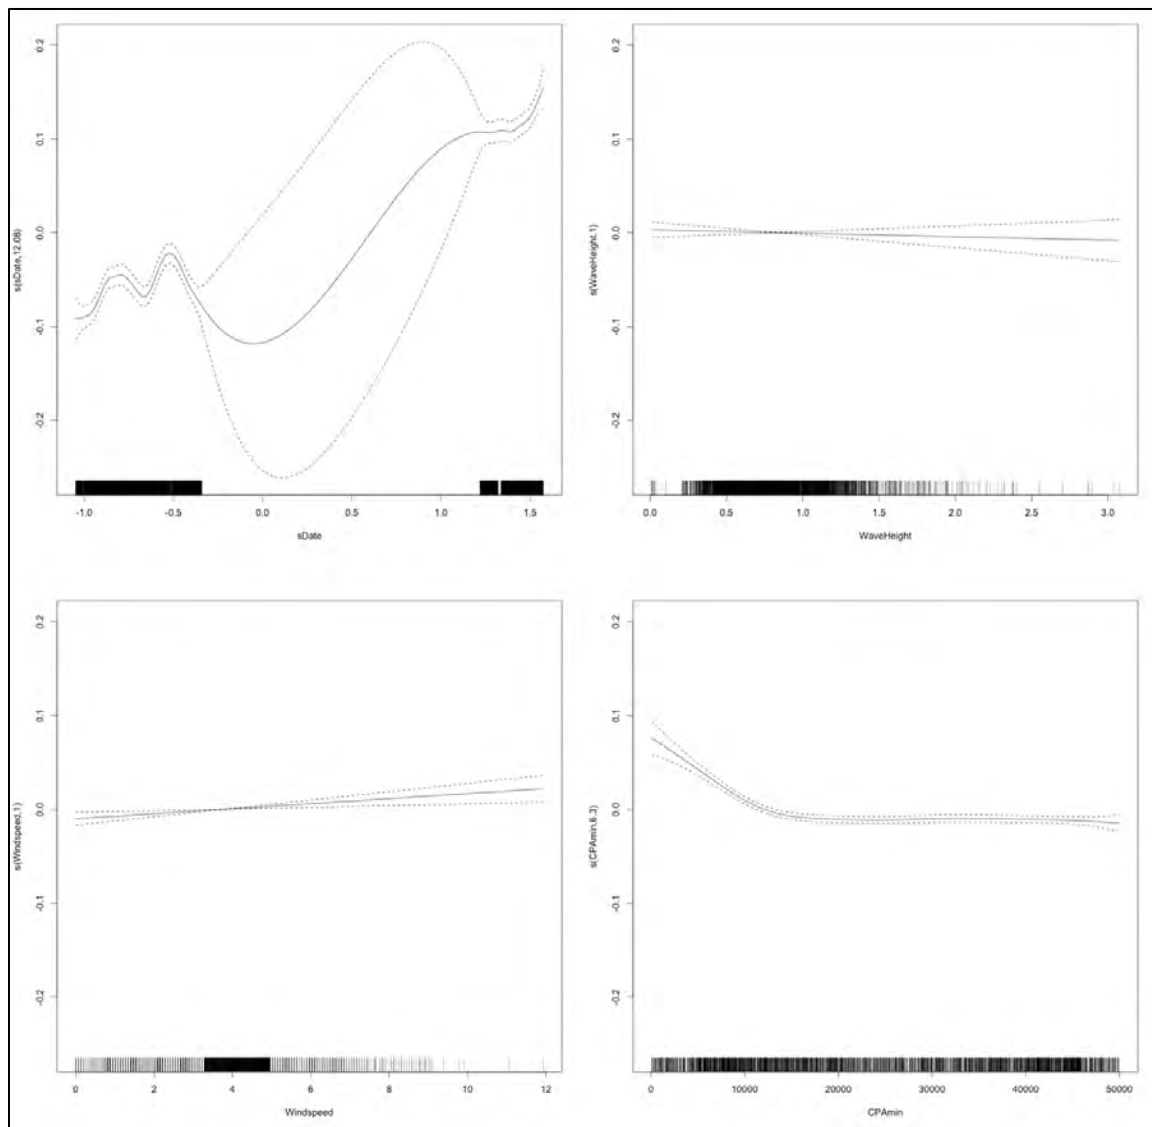 s(sDate,12.08)
0.2
0.1
0.0
-0.1
-0.2
-1.0 -0.5 0.0 0.5 1.0 1.5
sDate
s(WaveHeight,1)
0.2
0.1
0.0
-0.1
-0.2
0.0 0.5 1.0 1.5 2.0 2.5 3.0
WaveHeight
s(Windspeed,1)
0.2
0.1
0.0
-0.1
-0.2
0 2 4 6 8 10 12
Windspeed
s(CPAmin,6.3)
0.2
0.1
0.0
-0.1
-0.2
0 10000 20000 30000 40000 50000
CPAmin